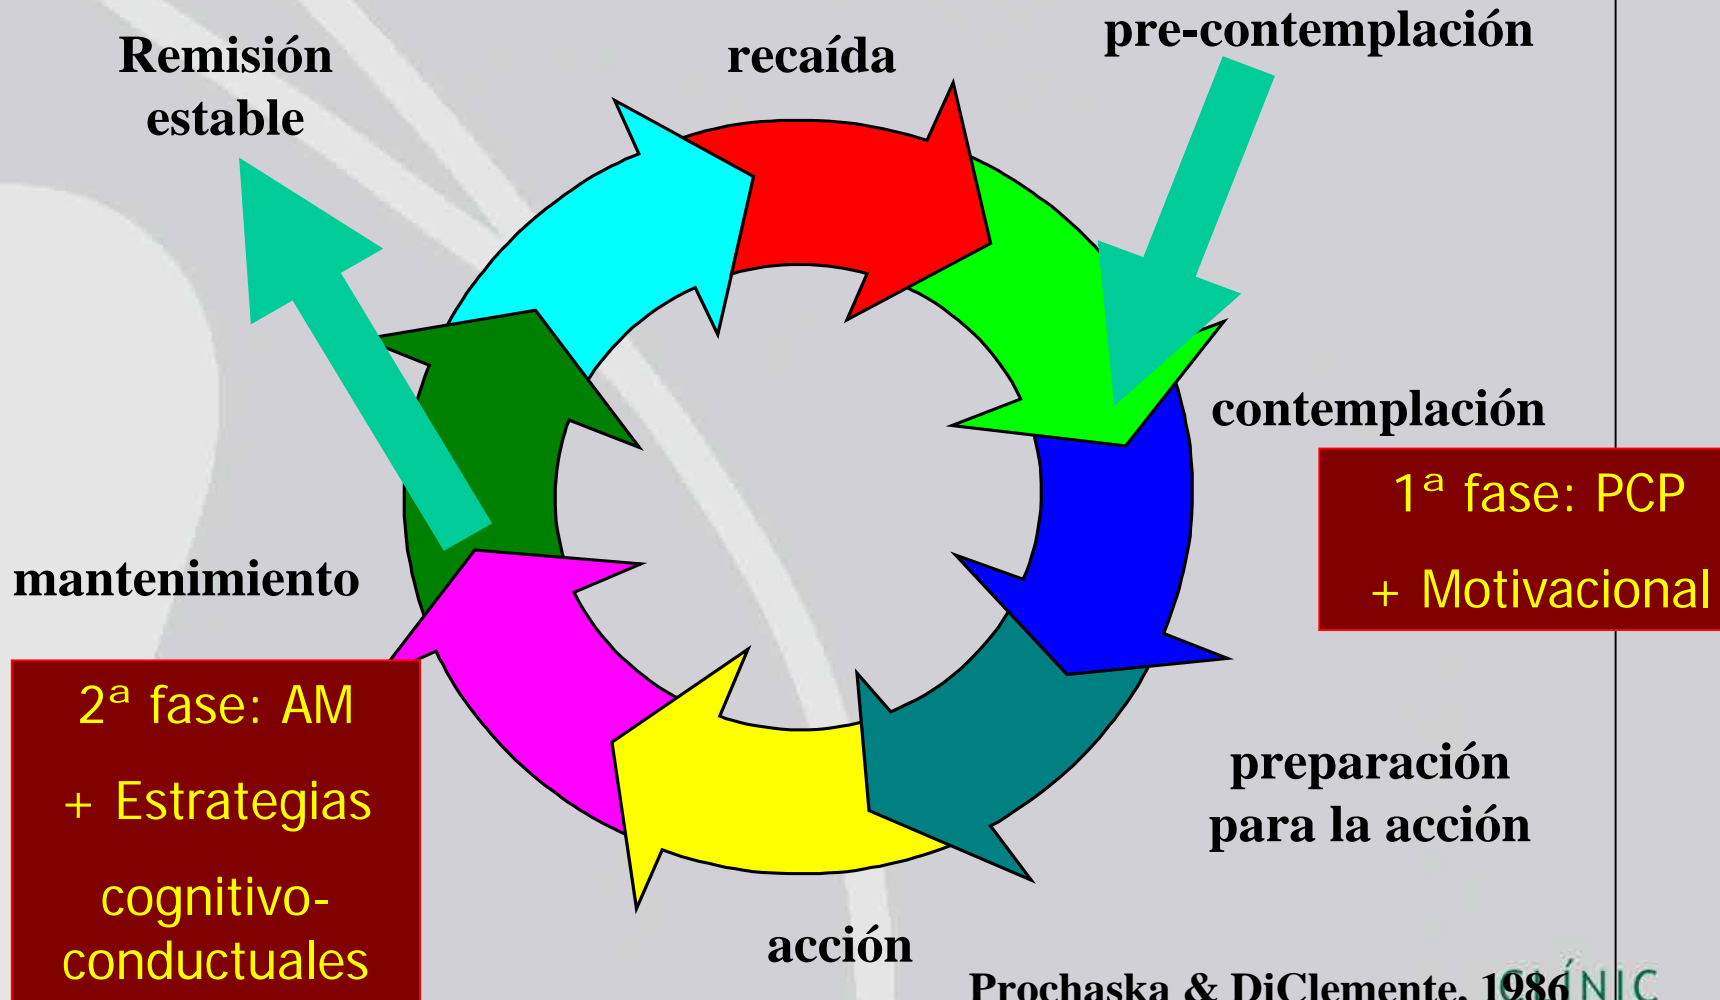 Remisión
estable
recaída
pre-contemplación
contemplación
1ª fase: PCP
+ Motivacional
mantenimiento
2ª fase: AM
+ Estrategias
cognitivo-
conductuales
preparación
para la acción
acción
Prochaska & DiClemente, 1986
CLÍNIC